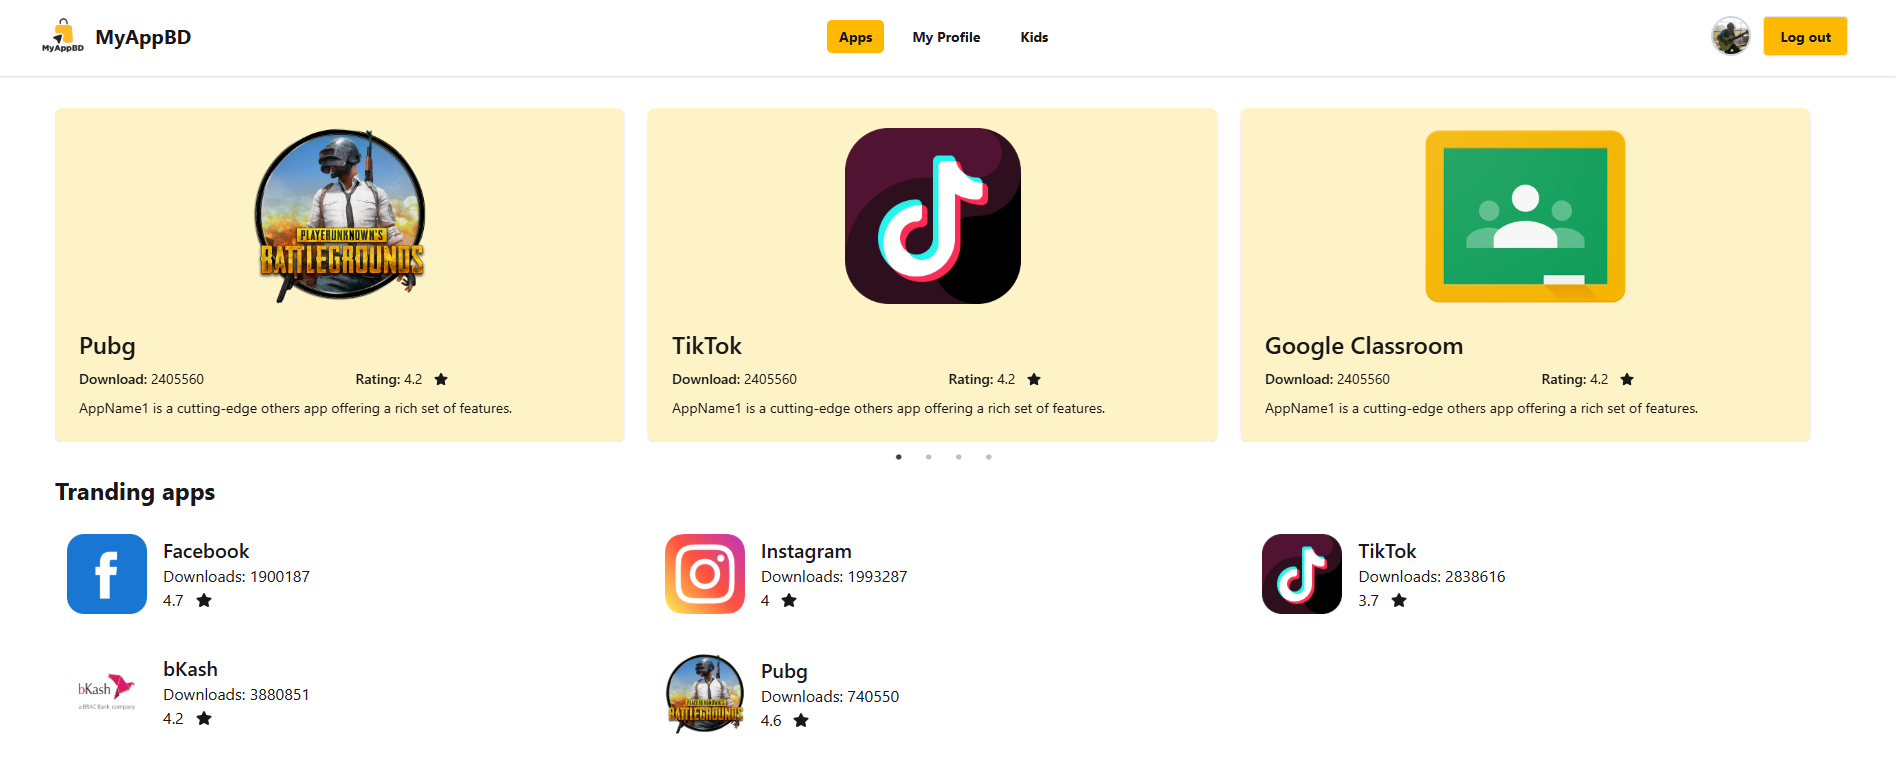 MyAppBD
MyAppBD
Apps
My Profile
Kids
Log out
PLAYERUNKNOWN'S
BATTLEGROUNDS
Pubg
Download: 2405560
Rating: 4.2
AppName1 is a cutting-edge others app offering a rich set of features.
TikTok
Download: 2405560
Rating: 4.2
AppName1 is a cutting-edge others app offering a rich set of features.
Google Classroom
Download: 2405560
Rating: 4.2
AppName1 is a cutting-edge others app offering a rich set of features.
Tranding apps
Facebook
Downloads: 1900187
4.7
Instagram
Downloads: 1993287
4
TikTok
Downloads: 2838616
3.7
bKash
a BRAC Bank company
bKash
Downloads: 3880851
4.2
PLAYERUNKNOWN'S
BATTLEGROUNDS
Pubg
Downloads: 740550
4.6